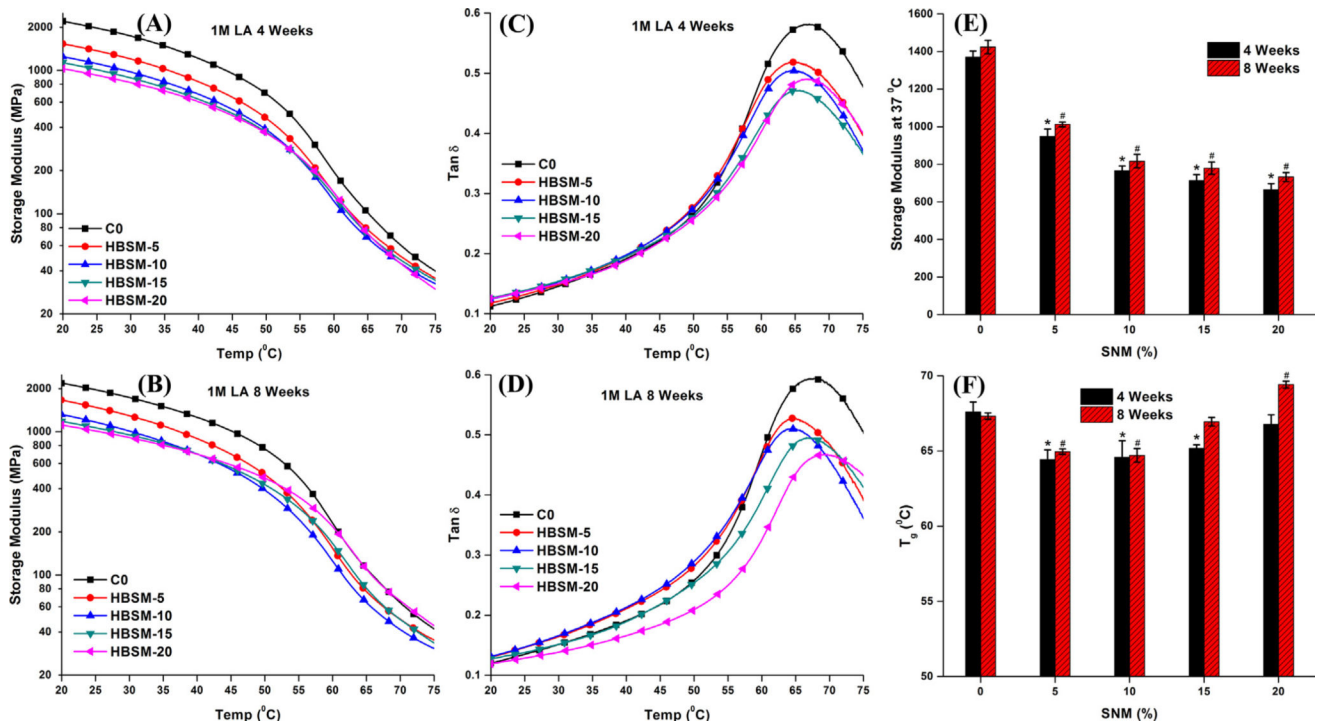 (A)
1M LA 4 Weeks
Storage Modulus (MPa)
2000
1000
800
600
400
200
100
80
60
40
20
C0
HBSM-5
HBSM-10
HBSM-15
HBSM-20
20 25 30 35 40 45 50 55 60 65 70 75
Temp (⁰C)
(C)
1M LA 4 Weeks
Tan δ
0.6
0.5
0.4
0.3
0.2
0.1
C0
HBSM-5
HBSM-10
HBSM-15
HBSM-20
20 25 30 35 40 45 50 55 60 65 70 75
Temp (⁰C)
(E)
4 Weeks
8 Weeks
Storage Modulus at 37 ⁰C
1600
1400
1200
1000
800
600
400
200
0
* #
* #
* #
* #
0 5 10 15 20
SNM (%)
(B)
1M LA 8 Weeks
Storage Modulus (MPa)
2000
1000
800
600
400
200
100
80
60
40
20
C0
HBSM-5
HBSM-10
HBSM-15
HBSM-20
20 25 30 35 40 45 50 55 60 65 70 75
Temp (⁰C)
(D)
1M LA 8 Weeks
Tan δ
0.6
0.5
0.4
0.3
0.2
0.1
C0
HBSM-5
HBSM-10
HBSM-15
HBSM-20
20 25 30 35 40 45 50 55 60 65 70 75
Temp (⁰C)
(F)
4 Weeks
8 Weeks
Tg (⁰C)
70
65
60
55
50
* #
* #
*
#
0 5 10 15 20
SNM (%)